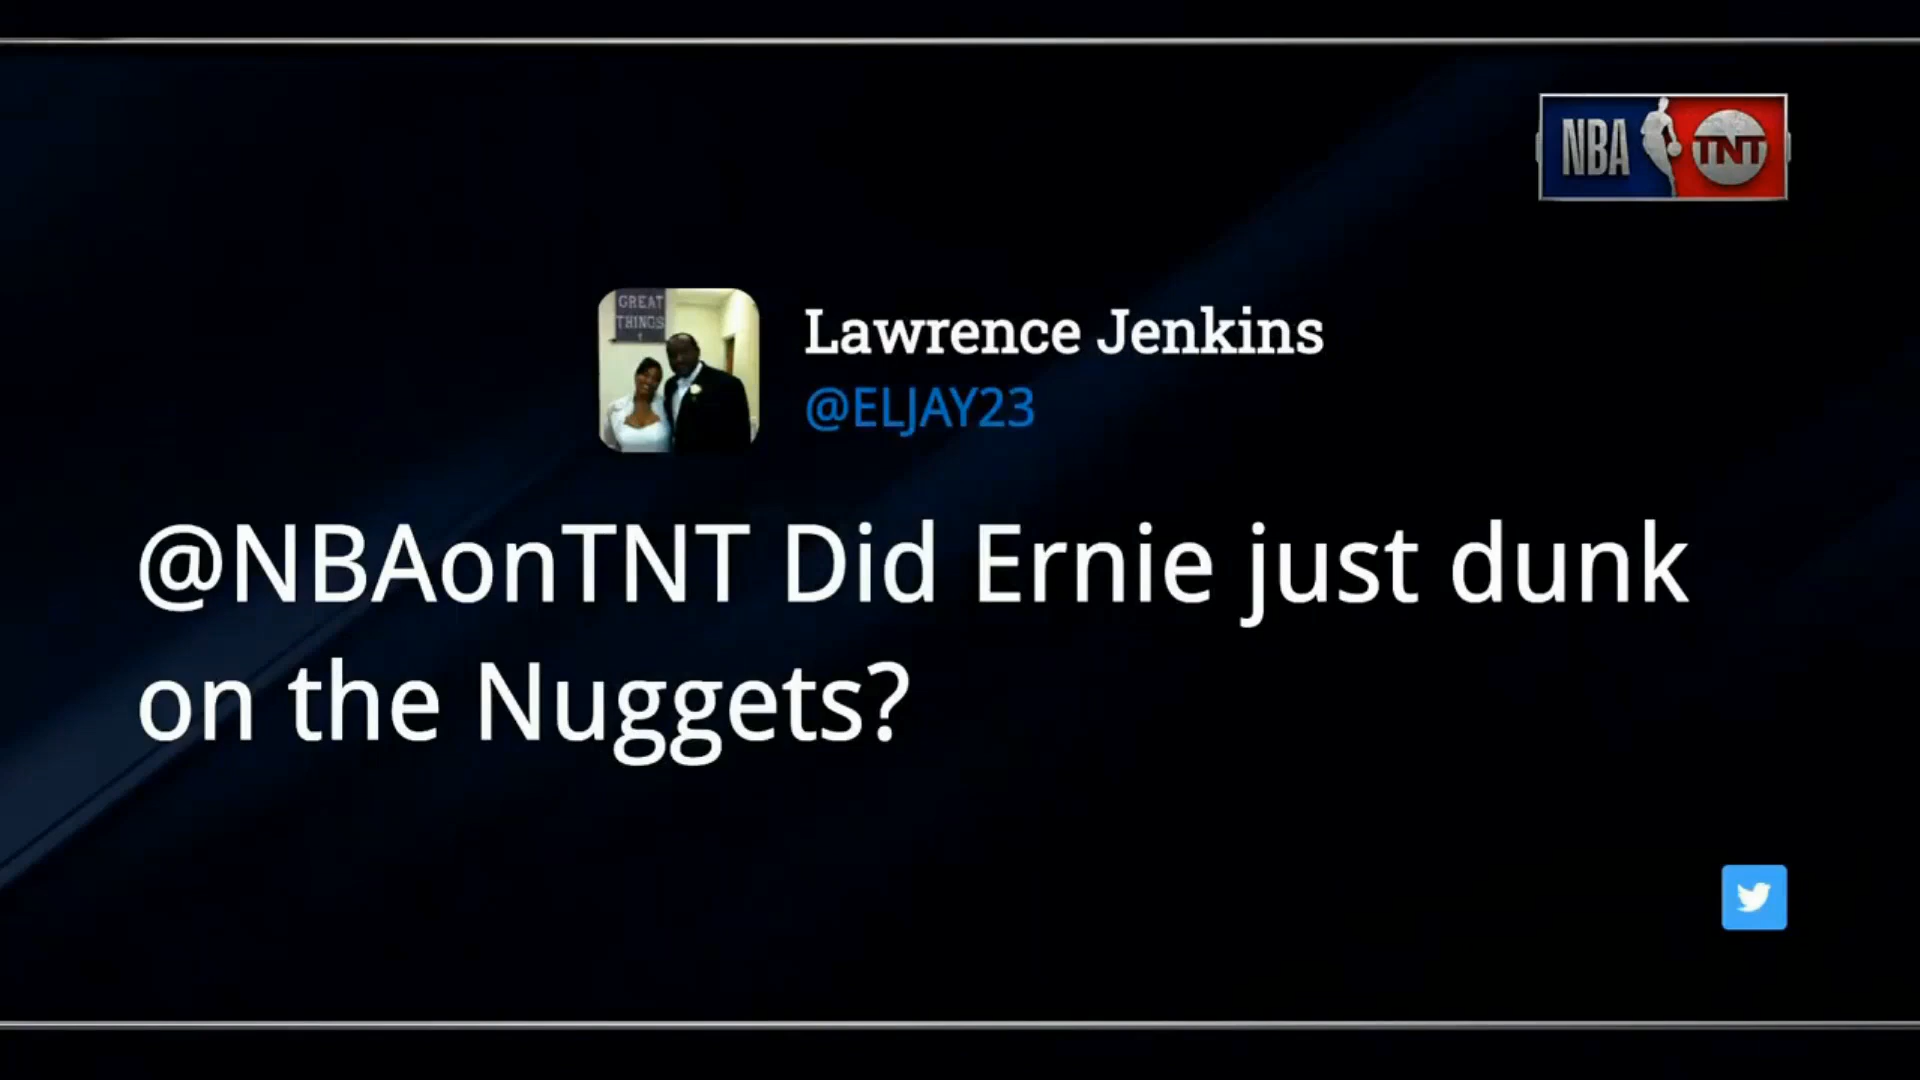 NBA TNT
GREAT
THINGS
Lawrence Jenkins
@ELJAY23
@NBAonTNT Did Ernie just dunk
on the Nuggets?